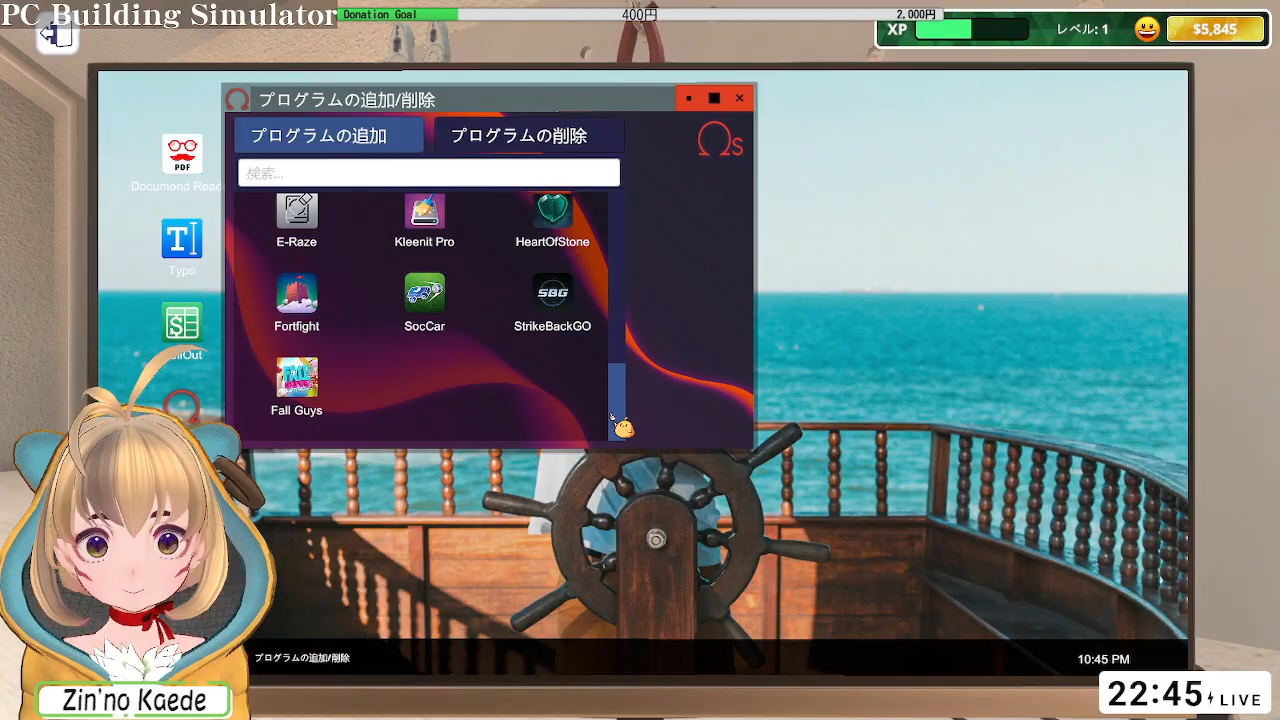 PC Building Simulator
Donation Goal
400円
2,000円
XP
レベル: 1
$5,845
プログラムの追加/削除
プログラムの追加
プログラムの削除
Ωs
検索...
PDF
Documond Read
Typo
E-Raze
Kleenit Pro
HeartOfStone
Fortfight
SocCar
SBG
StrikeBackGO
FALL GUYS
Fall Guys
プログラムの追加/削除
10:45 PM
Zin'no Kaede
22:45 LIVE